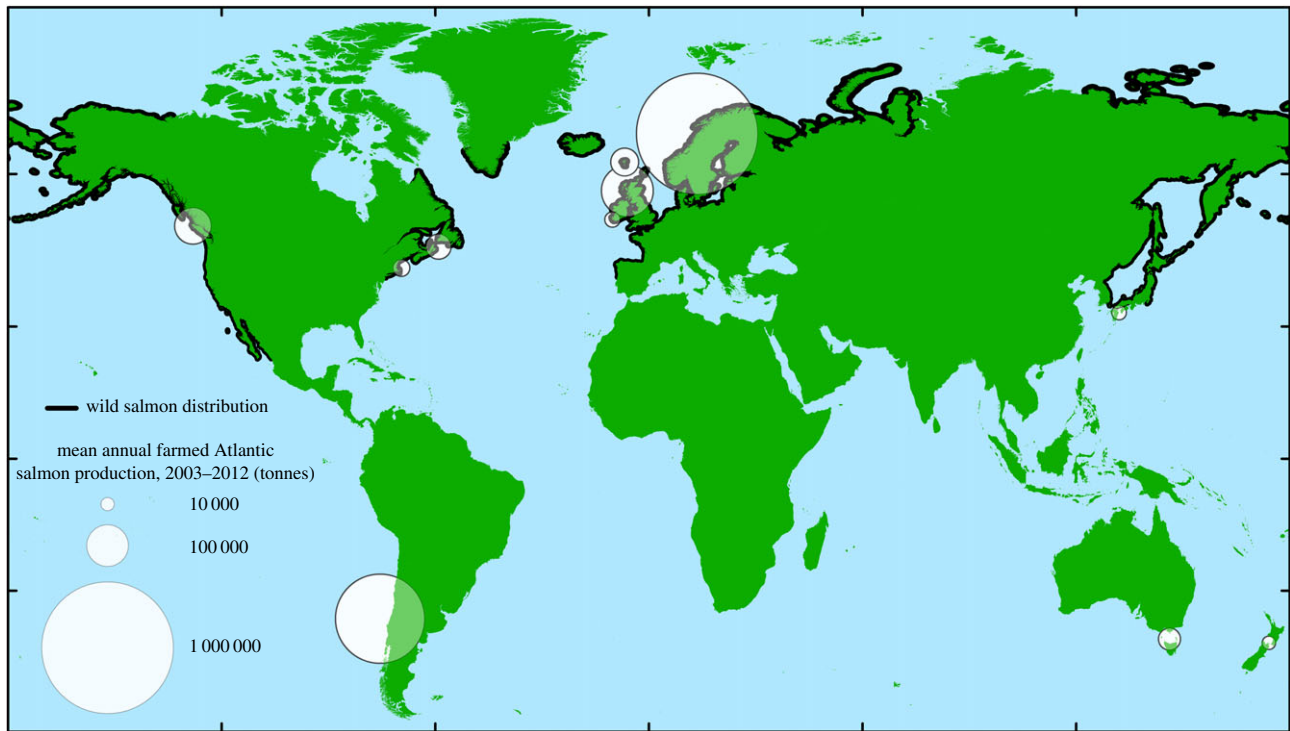 wild salmon distribution
mean annual farmed Atlantic
salmon production, 2003–2012 (tonnes)
10 000
100 000
1 000 000